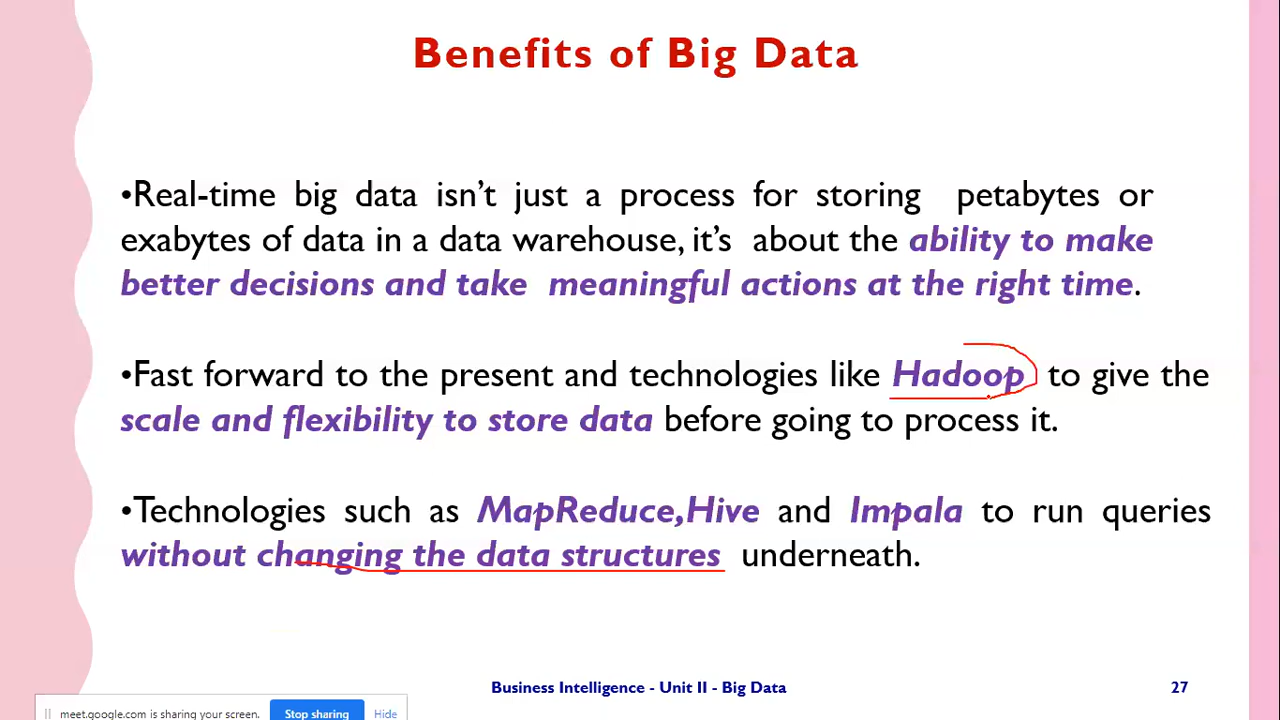 Benefits of Big Data
•Real-time big data isn't just a process for storing petabytes or
exabytes of data in a data warehouse, it's about the ability to make
better decisions and take meaningful actions at the right time.
•Fast forward to the present and technologies like Hadoop to give the
scale and flexibility to store data before going to process it.
•Technologies such as MapReduce,Hive and Impala to run queries
without changing the data structures underneath.
Business Intelligence - Unit II - Big Data 27
meet.google.com is sharing your screen. Stop sharing Hide